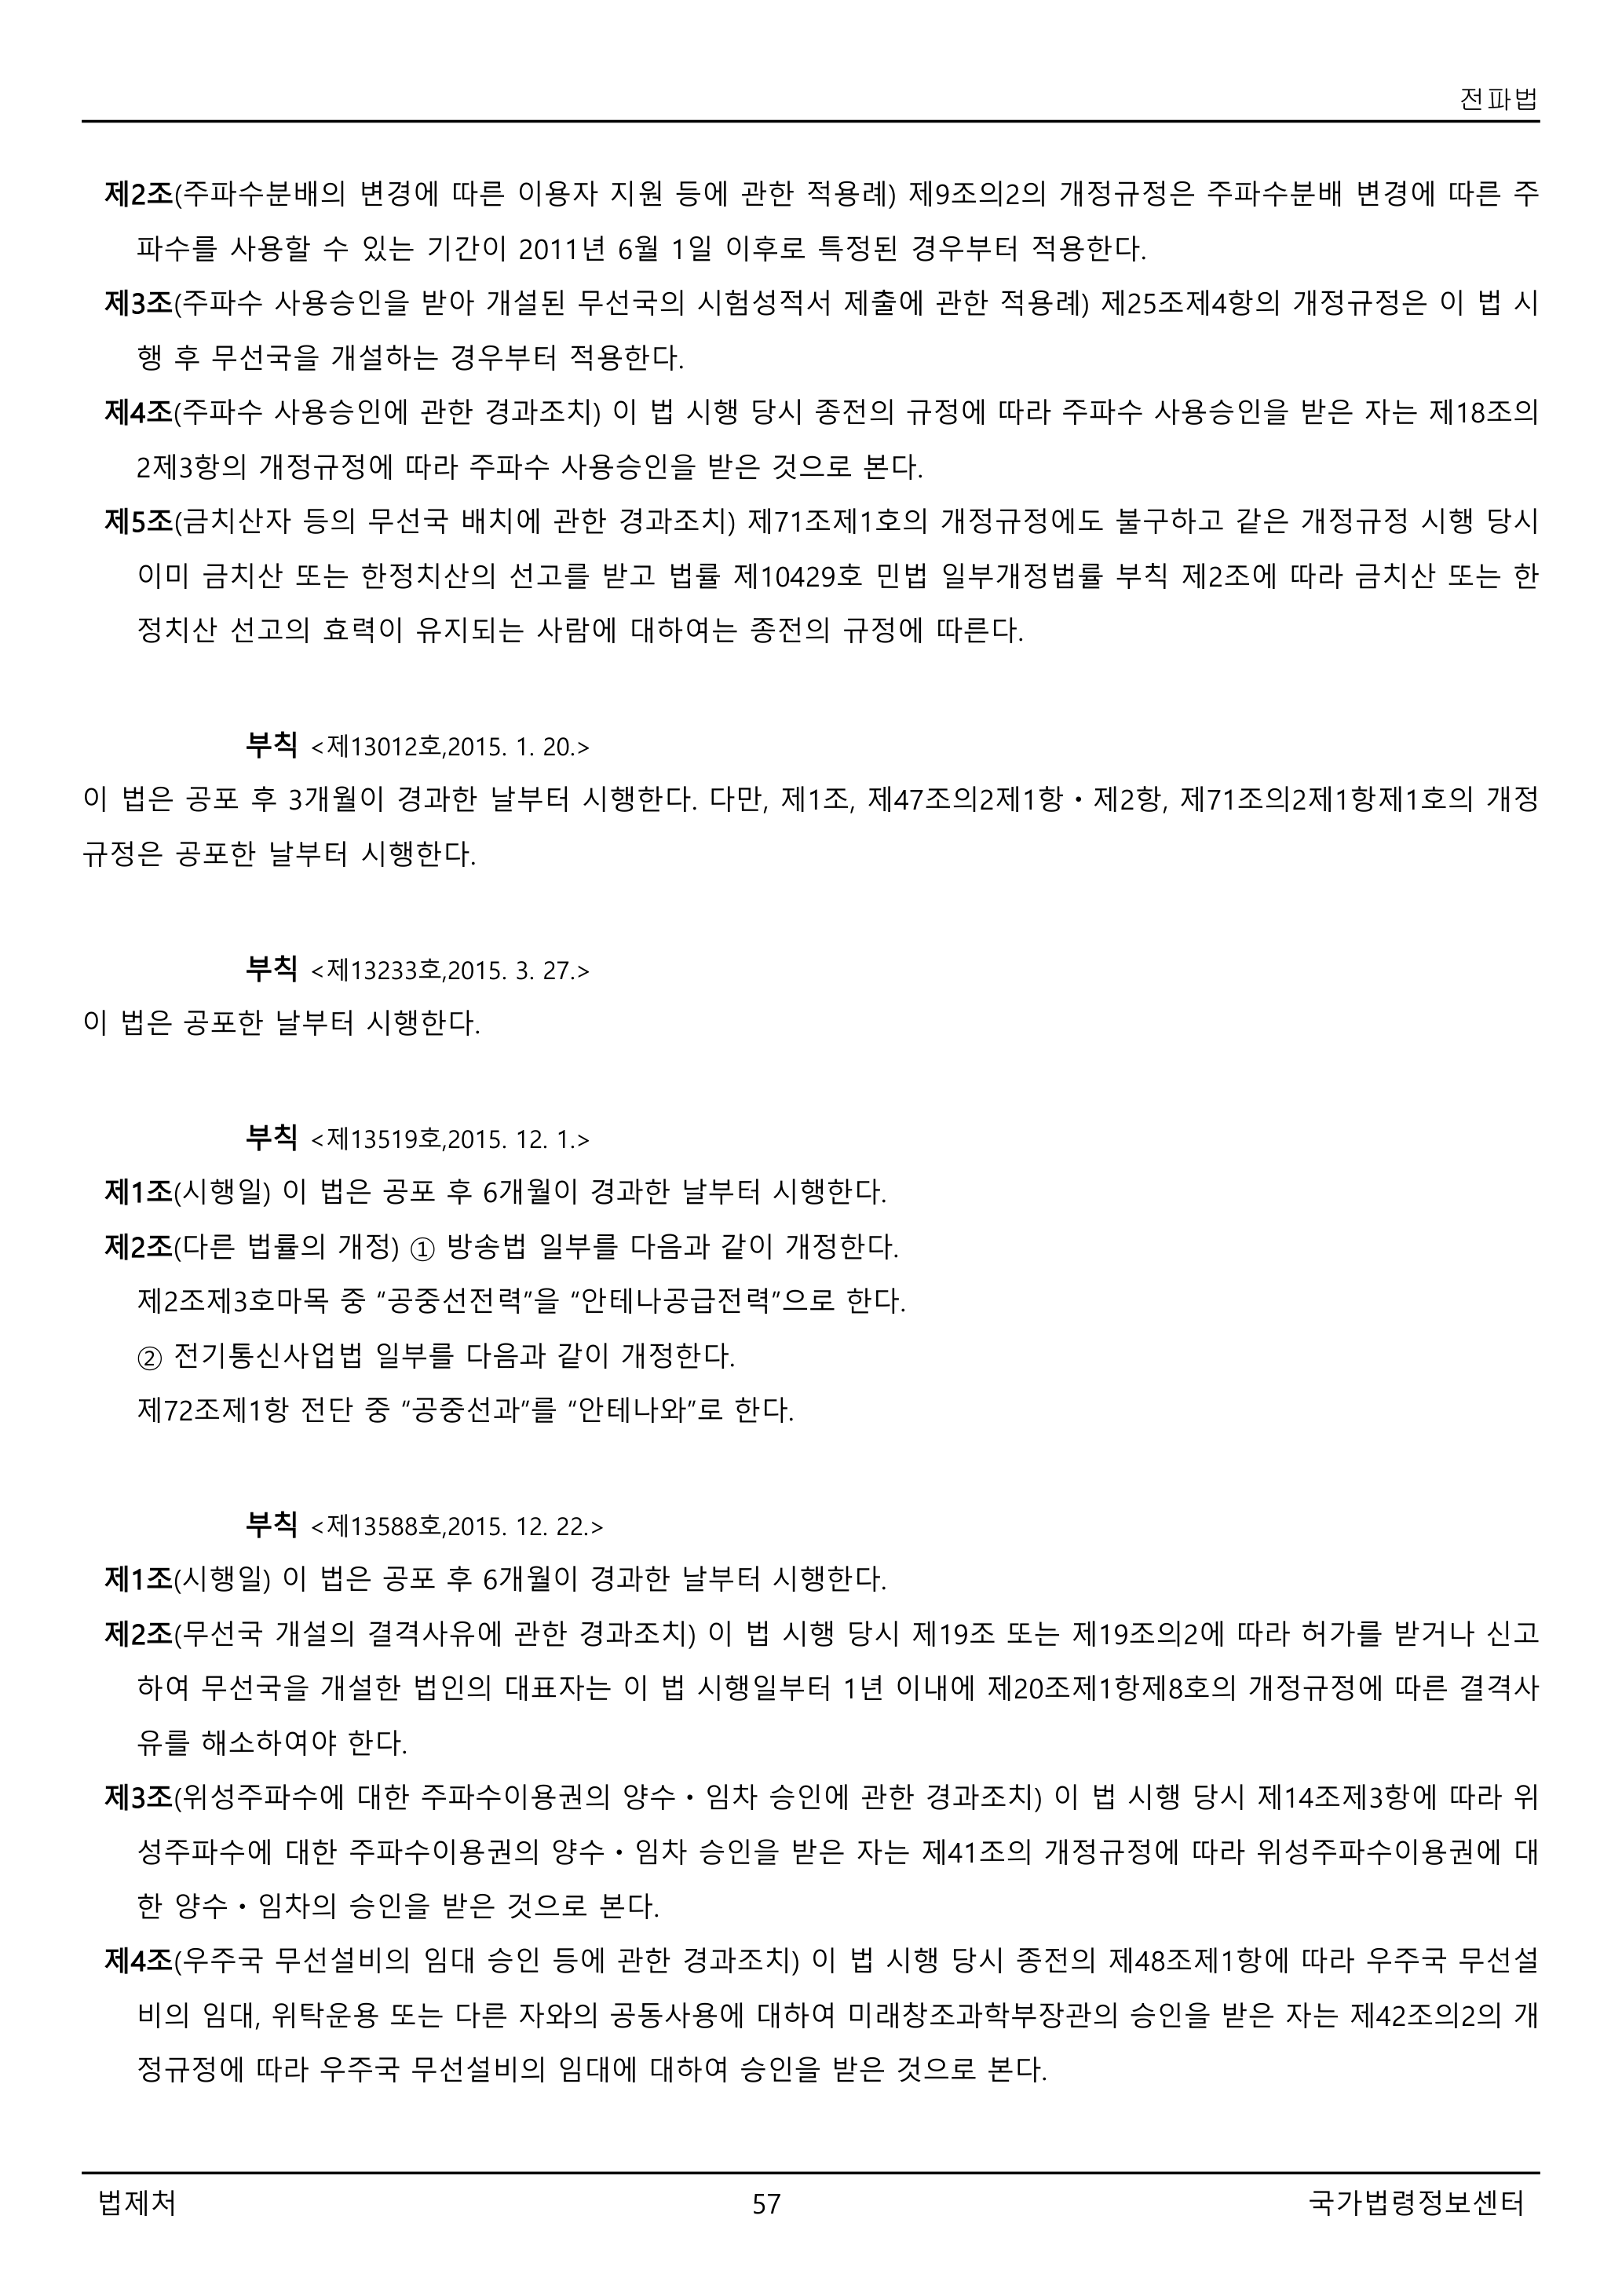 전파법
제2조(주파수분배의 변경에 따른 이용자 지원 등에 관한 적용례) 제9조의2의 개정규정은 주파수분배 변경에 따른 주
파수를 사용할 수 있는 기간이 2011년 6월 1일 이후로 특정된 경우부터 적용한다.
제3조(주파수 사용승인을 받아 개설된 무선국의 시험성적서 제출에 관한 적용례) 제25조제4항의 개정규정은 이 법 시
행 후 무선국을 개설하는 경우부터 적용한다.
제4조(주파수 사용승인에 관한 경과조치) 이 법 시행 당시 종전의 규정에 따라 주파수 사용승인을 받은 자는 제18조의
2제3항의 개정규정에 따라 주파수 사용승인을 받은 것으로 본다.
제5조(금치산자 등의 무선국 배치에 관한 경과조치) 제71조제1호의 개정규정에도 불구하고 같은 개정규정 시행 당시
이미 금치산 또는 한정치산의 선고를 받고 법률 제10429호 민법 일부개정법률 부칙 제2조에 따라 금치산 또는 한
정치산 선고의 효력이 유지되는 사람에 대하여는 종전의 규정에 따른다.
부칙 <제13012호,2015. 1. 20.>
이 법은 공포 후 3개월이 경과한 날부터 시행한다. 다만, 제1조, 제47조의2제1항ㆍ제2항, 제71조의2제1항제1호의 개정
규정은 공포한 날부터 시행한다.
부칙 <제13233호,2015. 3. 27.>
이 법은 공포한 날부터 시행한다.
부칙 <제13519호,2015. 12. 1.>
제1조(시행일) 이 법은 공포 후 6개월이 경과한 날부터 시행한다.
제2조(다른 법률의 개정) ① 방송법 일부를 다음과 같이 개정한다.
제2조제3호마목 중 “공중선전력”을 “안테나공급전력”으로 한다.
② 전기통신사업법 일부를 다음과 같이 개정한다.
제72조제1항 전단 중 “공중선과”를 “안테나와”로 한다.
부칙 <제13588호,2015. 12. 22.>
제1조(시행일) 이 법은 공포 후 6개월이 경과한 날부터 시행한다.
제2조(무선국 개설의 결격사유에 관한 경과조치) 이 법 시행 당시 제19조 또는 제19조의2에 따라 허가를 받거나 신고
하여 무선국을 개설한 법인의 대표자는 이 법 시행일부터 1년 이내에 제20조제1항제8호의 개정규정에 따른 결격사
유를 해소하여야 한다.
제3조(위성주파수에 대한 주파수이용권의 양수ㆍ임차 승인에 관한 경과조치) 이 법 시행 당시 제14조제3항에 따라 위
성주파수에 대한 주파수이용권의 양수ㆍ임차 승인을 받은 자는 제41조의 개정규정에 따라 위성주파수이용권에 대
한 양수ㆍ임차의 승인을 받은 것으로 본다.
제4조(우주국 무선설비의 임대 승인 등에 관한 경과조치) 이 법 시행 당시 종전의 제48조제1항에 따라 우주국 무선설
비의 임대, 위탁운용 또는 다른 자와의 공동사용에 대하여 미래창조과학부장관의 승인을 받은 자는 제42조의2의 개
정규정에 따라 우주국 무선설비의 임대에 대하여 승인을 받은 것으로 본다.
법제처 57 국가법령정보센터